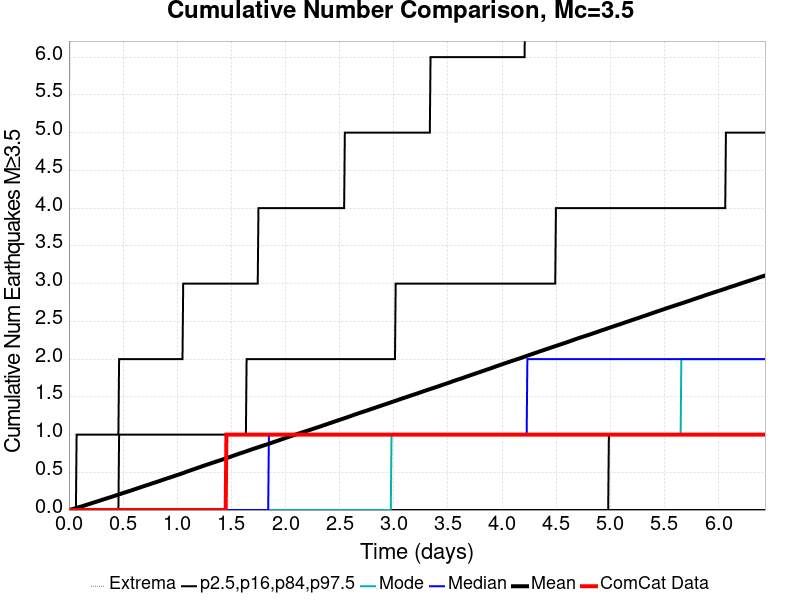 Cumulative Number Comparison, Mc=3.5
Cumulative Num Earthquakes M≥3.5
6.0
5.5
5.0
4.5
4.0
3.5
3.0
2.5
2.0
1.5
1.0
0.5
0.0
0.0 0.5 1.0 1.5 2.0 2.5 3.0 3.5 4.0 4.5 5.0 5.5 6.0
Time (days)
Extrema p2.5,p16,p84,p97.5 Mode Median Mean ComCat Data